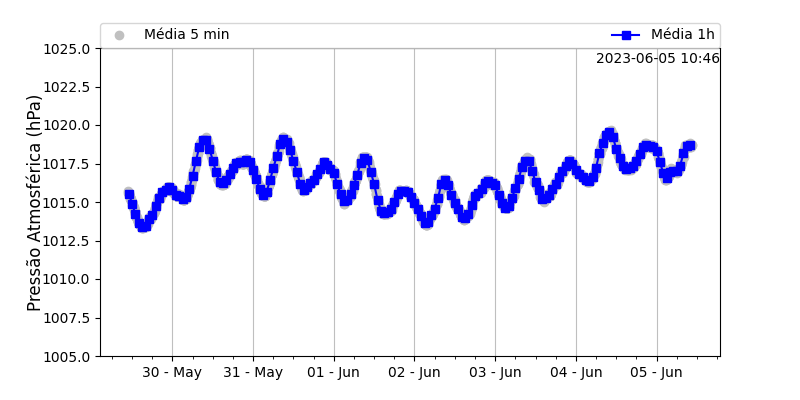 Média 5 min
Média 1h
2023-06-05 10:46
Pressão Atmosférica (hPa)
1025.0
1022.5
1020.0
1017.5
1015.0
1012.5
1010.0
1007.5
1005.0
30 - May
31 - May
01 - Jun
02 - Jun
03 - Jun
04 - Jun
05 - Jun